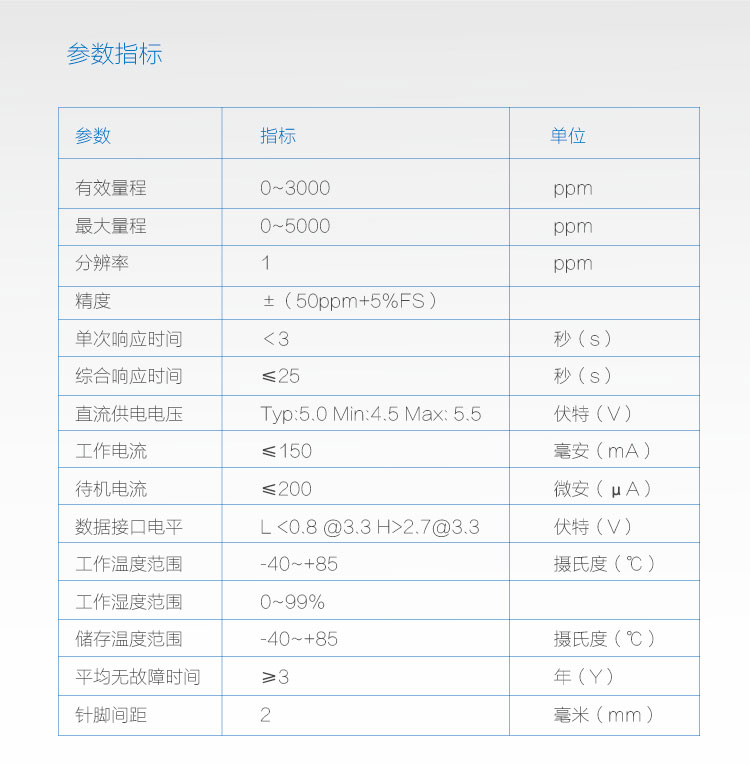 参数指标
参数 指标 单位
有效量程 0~3000 ppm
最大量程 0~5000 ppm
分辨率 1 ppm
精度 ±（50ppm+5%FS）
单次响应时间 ＜3 秒（s）
综合响应时间 ≤25 秒（s）
直流供电电压 Typ:5.0 Min:4.5 Max: 5.5 伏特（V）
工作电流 ≤150 毫安（mA）
待机电流 ≤200 微安（μA）
数据接口电平 L <0.8 @3.3 H>2.7@3.3 伏特（V）
工作温度范围 -40~+85 摄氏度（℃）
工作湿度范围 0~99%
储存温度范围 -40~+85 摄氏度（℃）
平均无故障时间 ≥3 年（Y）
针脚间距 2 毫米（mm）